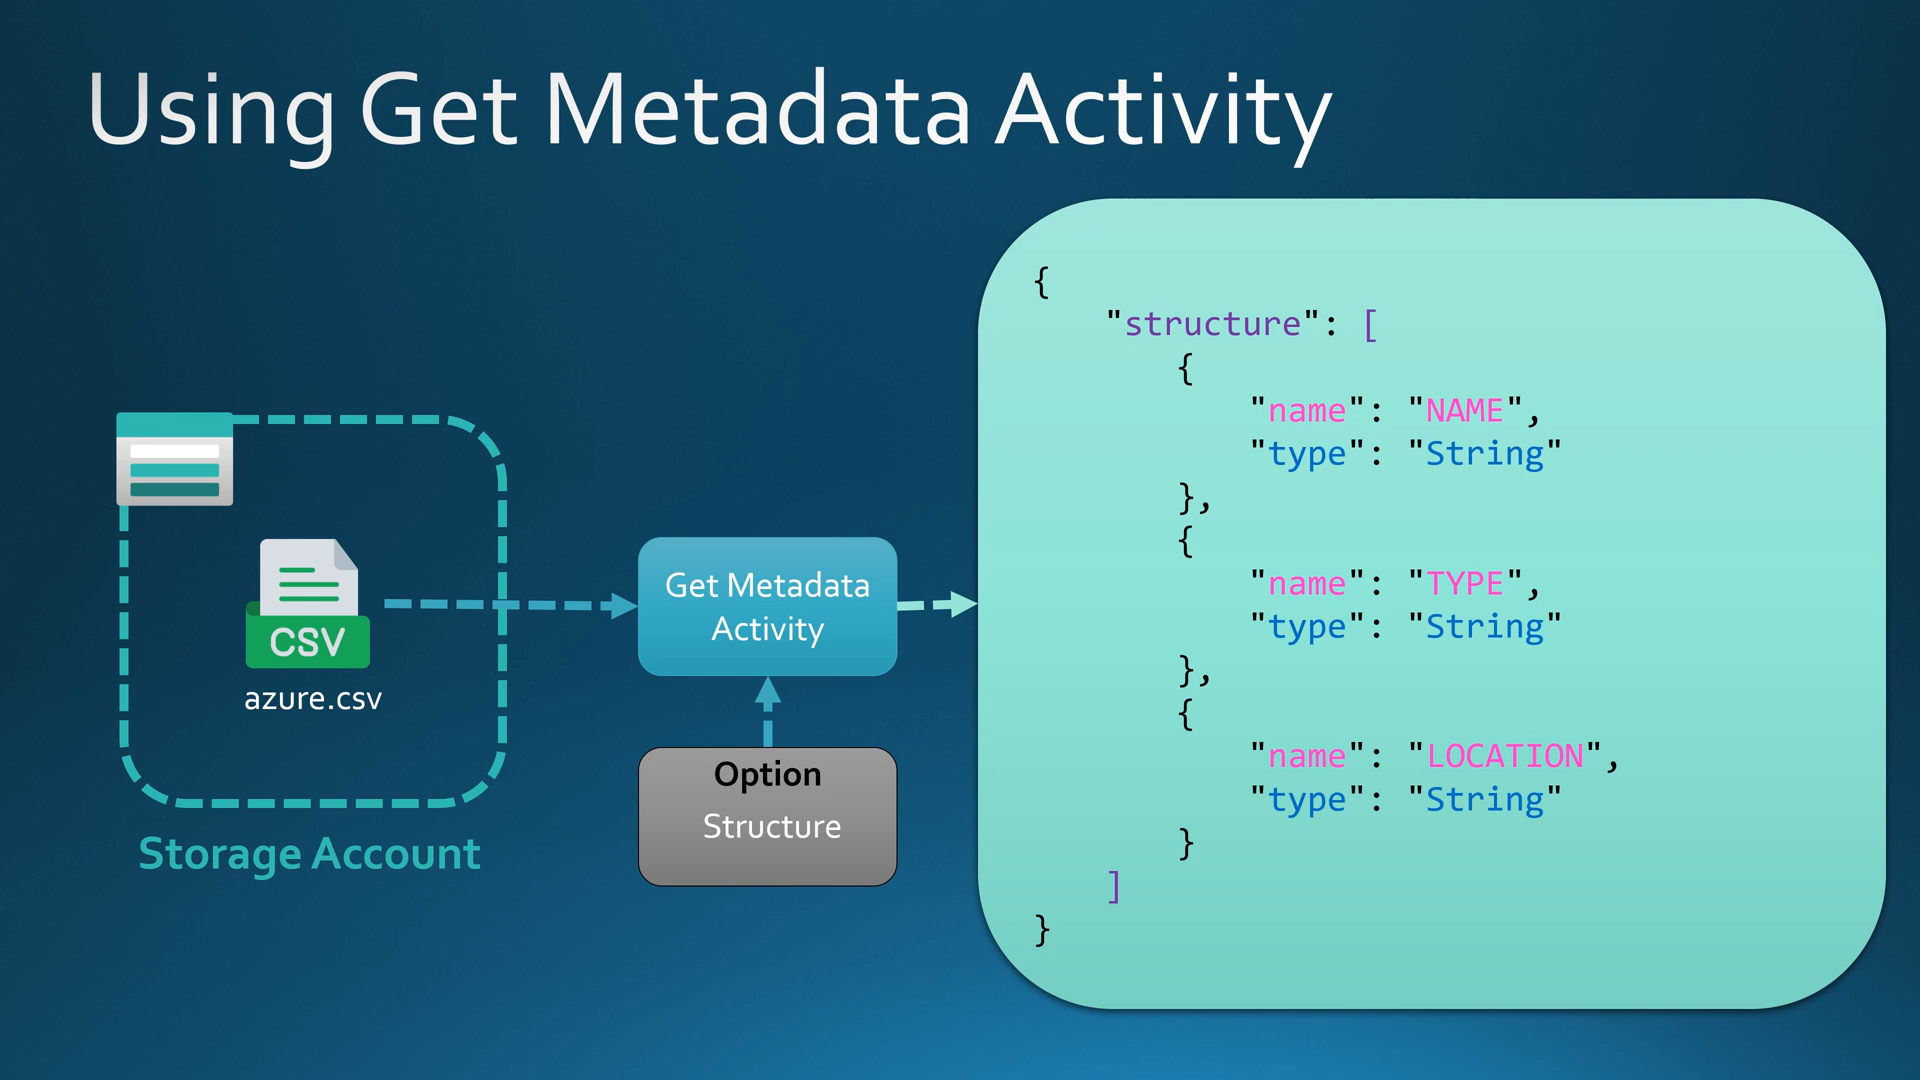 Using Get Metadata Activity
CSV
azure.csv
Storage Account
Get Metadata
Activity
Option
Structure
{
    "structure": [
        {
            "name": "NAME",
            "type": "String"
        },
        {
            "name": "TYPE",
            "type": "String"
        },
        {
            "name": "LOCATION",
            "type": "String"
        }
    ]
}